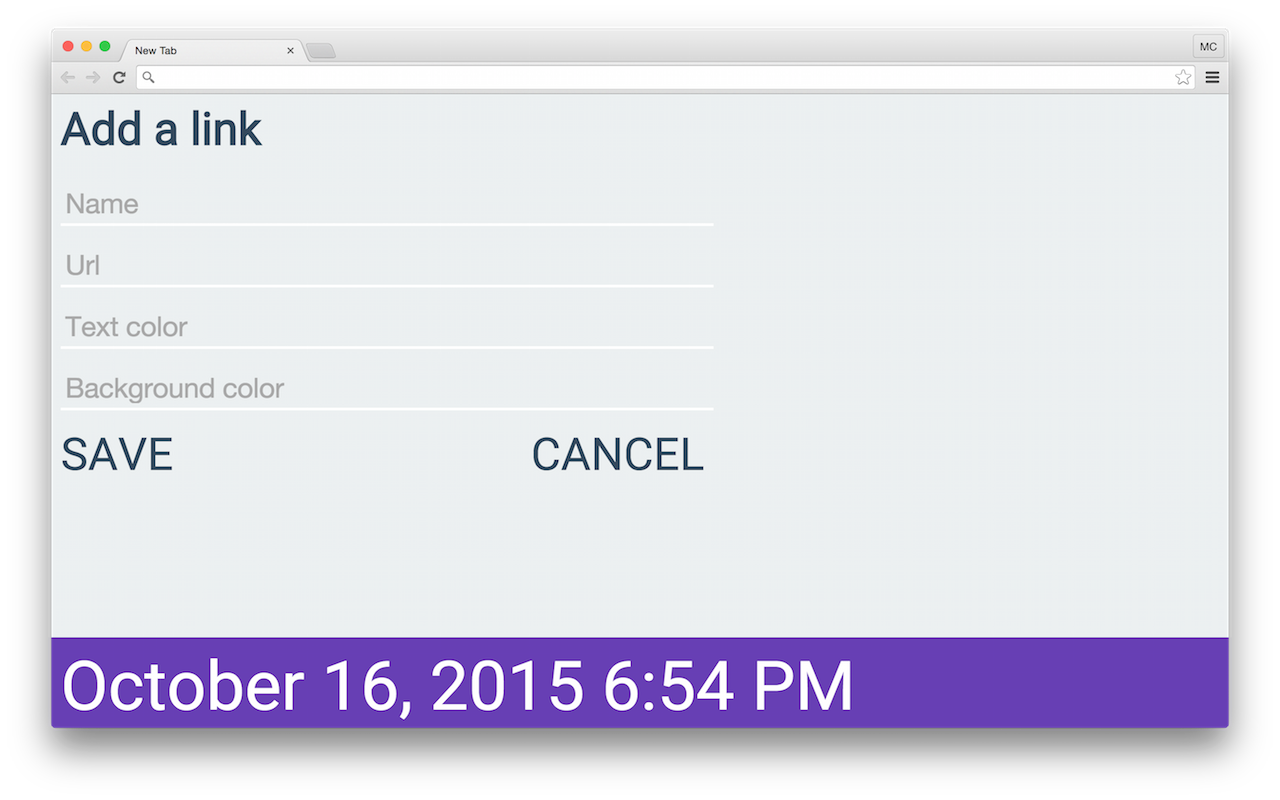 New Tab
MC
Add a link
Name
Url
Text color
Background color
SAVE CANCEL
October 16, 2015 6:54 PM